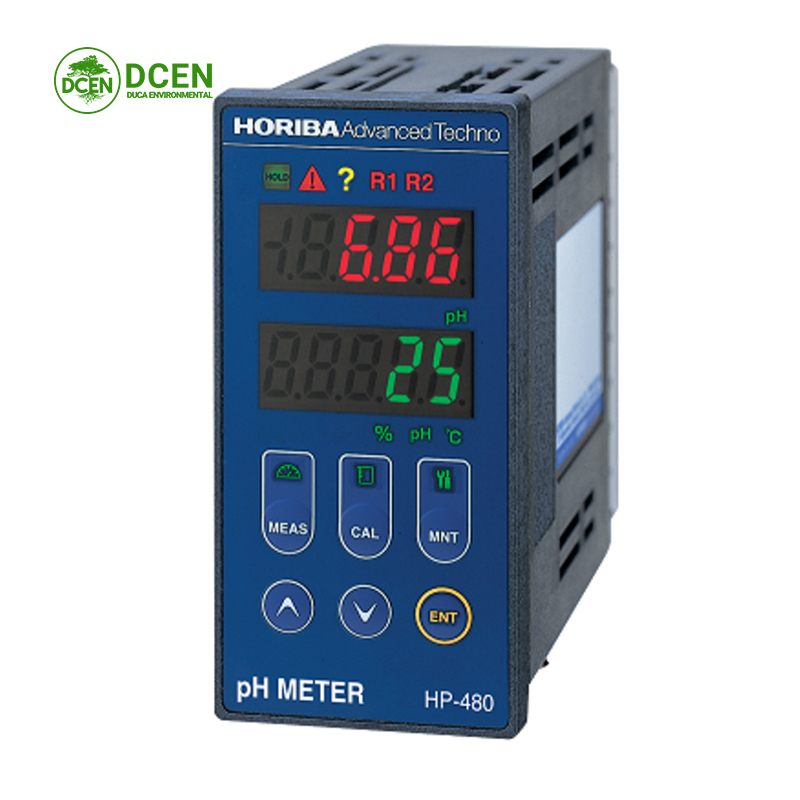 DCEN
DCEN
DUCA ENVIRONMENTAL
HORIBA Advanced Techno
HOLD ! ? R1 R2
6.86
pH
25
% pH °C
MEAS CAL MNT
ENT
pH METER HP-480